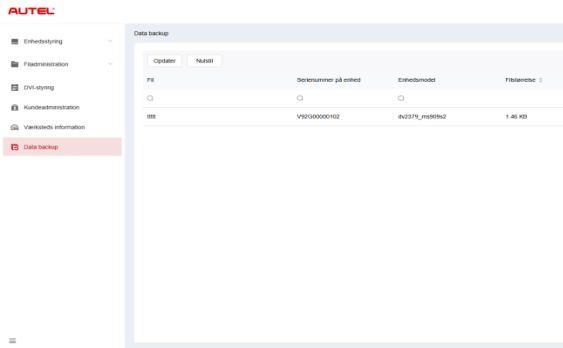 AUTEL
Data backup
Enhedsstyring
Filadministration
DVI-styring
Kundeadministration
Værksteds information
Data backup
Opdater Nulstil
Fil Serienummer på enhed Enhedsmodel Filstørrelse
tttt V92G00000102 dv2379_ms909s2 1.45 KB